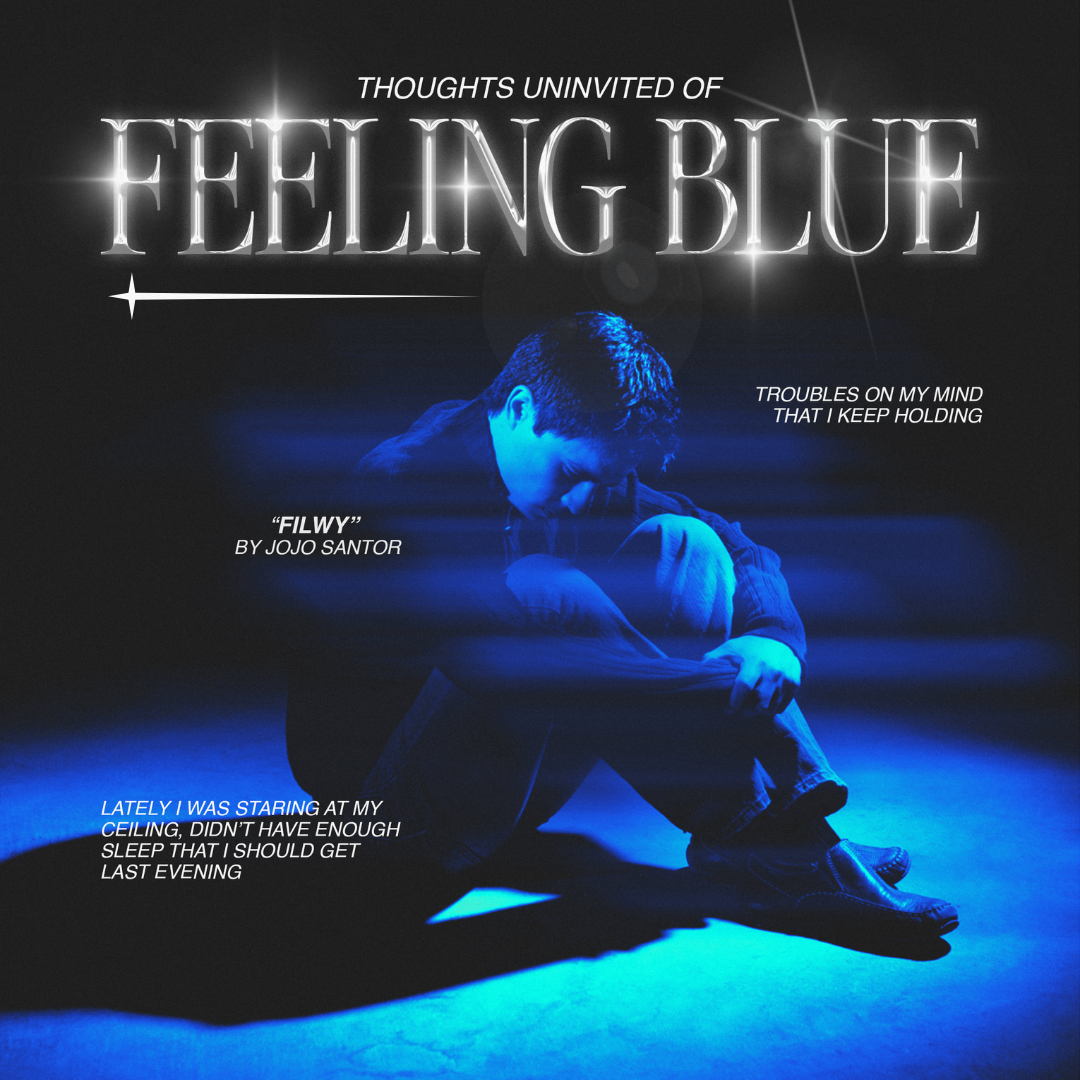 THOUGHTS UNINVITED OF
FEELING BLUE
TROUBLES ON MY MIND
THAT I KEEP HOLDING
“FILWY”
BY JOJO SANTOR
LATELY I WAS STARING AT MY
CEILING, DIDN’T HAVE ENOUGH
SLEEP THAT I SHOULD GET
LAST EVENING